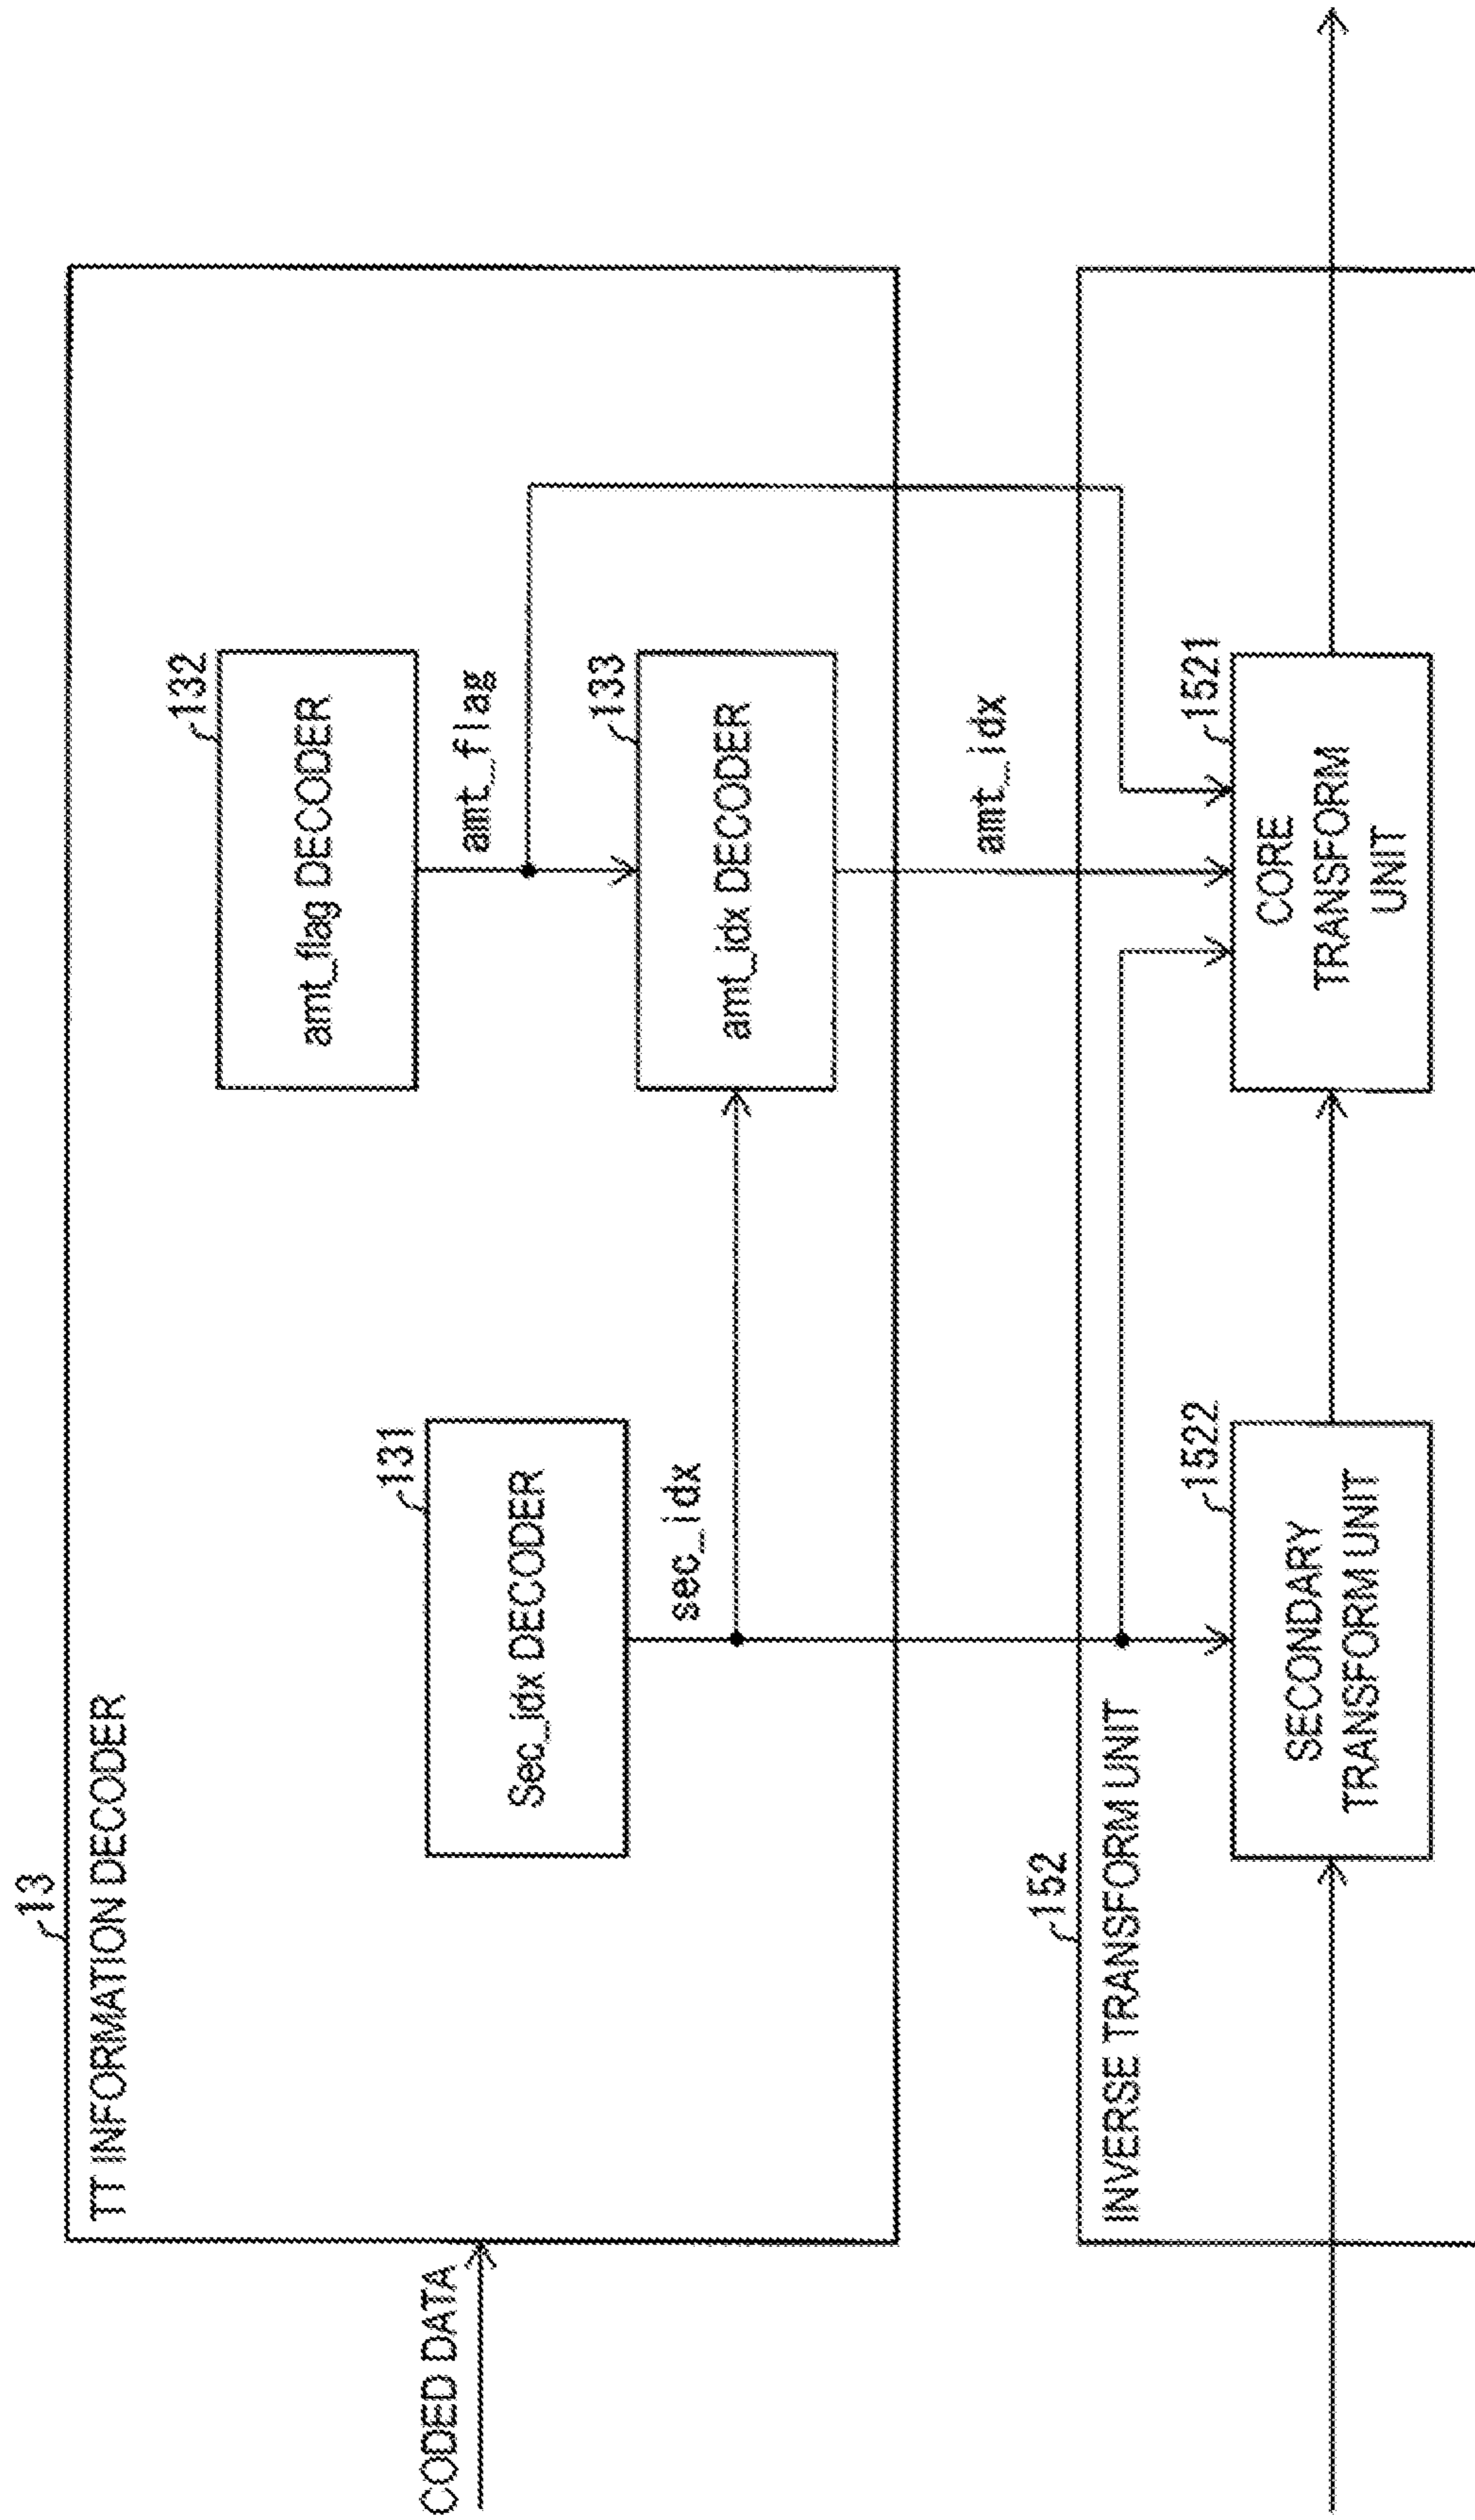 13
TT INFORMATION DECODER
CODED DATA
132
amt_flag DECODER
amt_flag
131
Sec_idx DECODER
sec_idx
133
amt_idx DECODER
amt_idx
152
INVERSE TRANSFORM UNIT
1522
SECONDARY
TRANSFORM UNIT
1521
CORE
TRANSFORM
UNIT